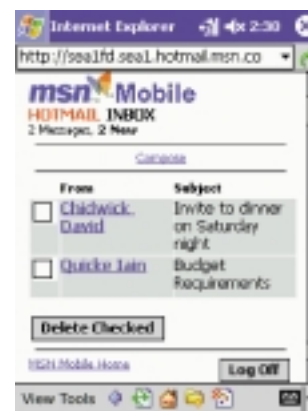 Internet Explorer 2:30
http://sea1fd.sea1.hotmail.msn.co
msn Mobile
HOTMAIL INBOX
2 Messages, 2 New
Compose
From Subject
Chidwick, David Invite to dinner on Saturday night
Quicke Iain Budget Requirements
Delete Checked
MSN Mobile Home Log Off
View Tools